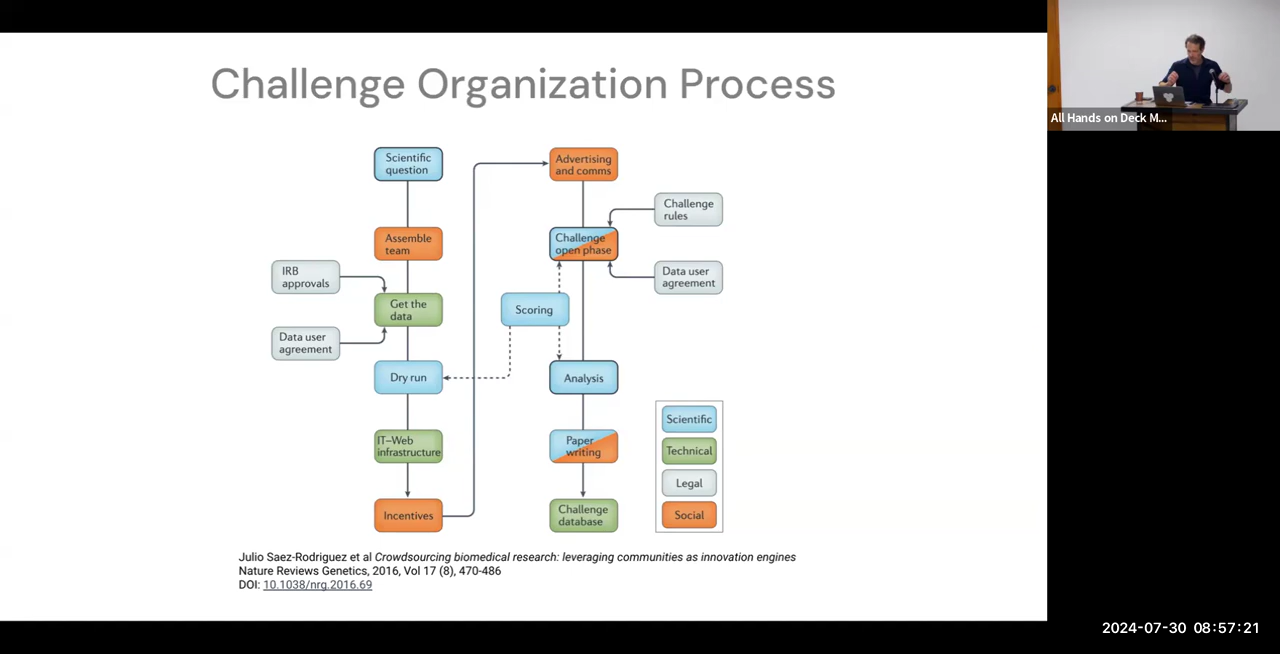 Challenge Organization Process
Scientific
question
Assemble
team
IRB
approvals
Get the
data
Data user
agreement
Dry run
IT–Web
infrastructure
Incentives
Advertising
and comms
Challenge
rules
Challenge
open phase
Data user
agreement
Scoring
Analysis
Paper
writing
Challenge
database
Scientific
Technical
Legal
Social
Julio Saez-Rodriguez et al Crowdsourcing biomedical research: leveraging communities as innovation engines
Nature Reviews Genetics, 2016, Vol 17 (8), 470-486
DOI: 10.1038/nrg.2016.69
All Hands on Deck M...
2024-07-30 08:57:21